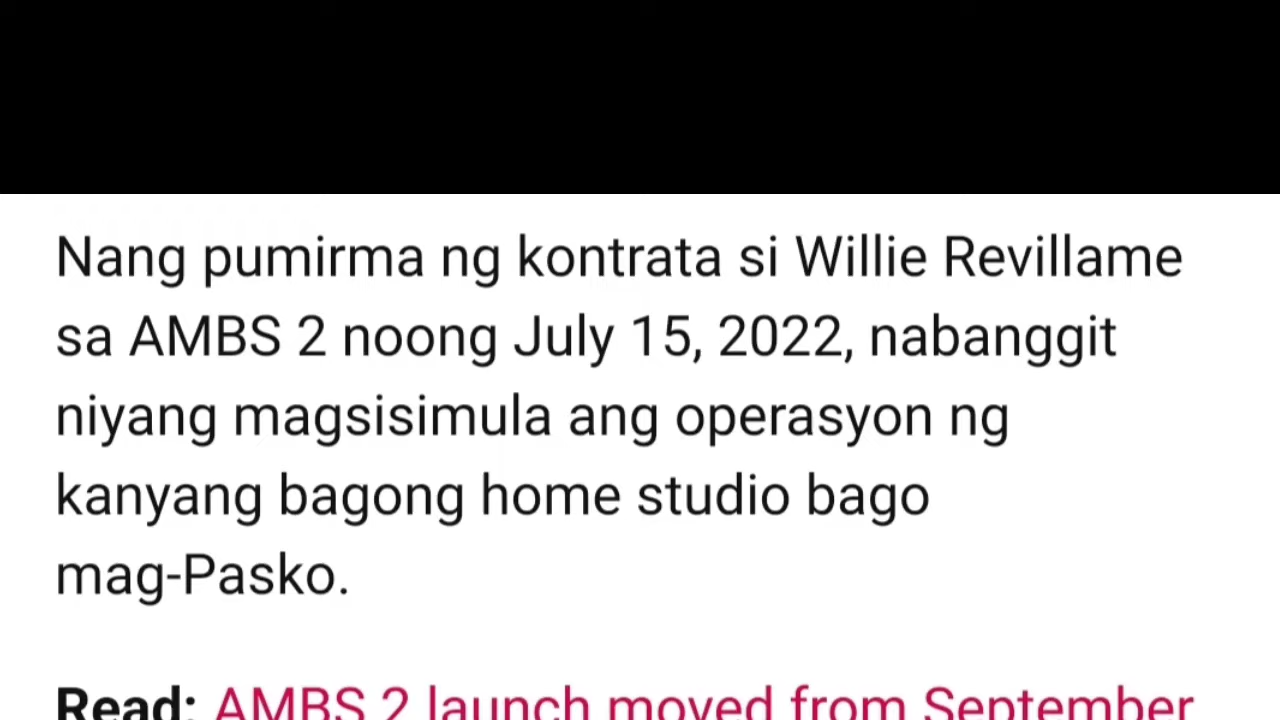 Nang pumirma ng kontrata si Willie Revillame
sa AMBS 2 noong July 15, 2022, nabanggit
niyang magsisimula ang operasyon ng
kanyang bagong home studio bago
mag-Pasko.
Read: AMBS 2 launch moved from September